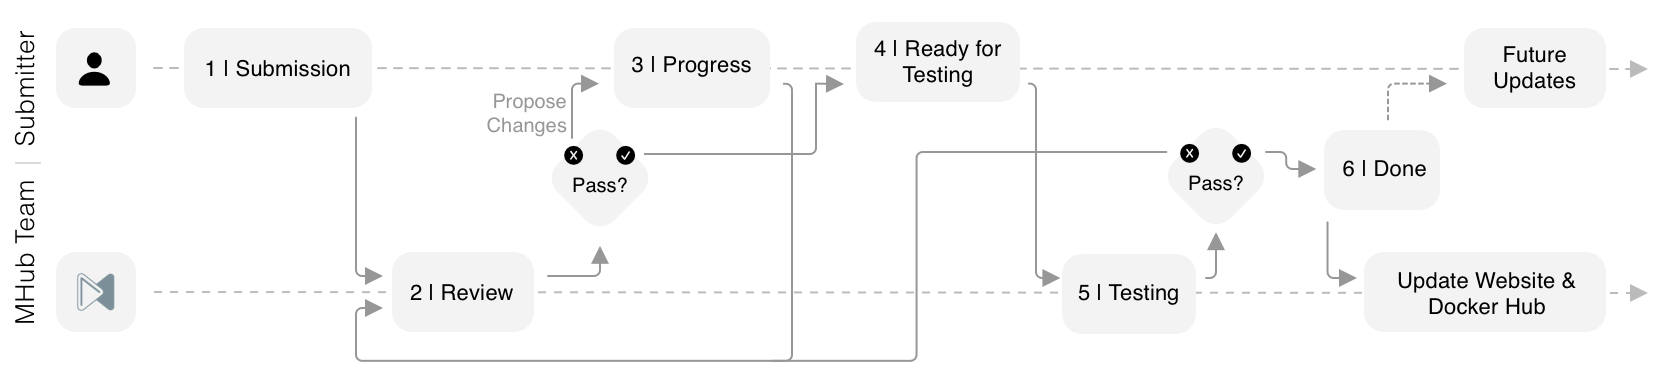 Submitter
MHub Team
1 | Submission
2 | Review
Propose
Changes
Pass?
3 | Progress
4 | Ready for
Testing
5 | Testing
Pass?
6 | Done
Future
Updates
Update Website &
Docker Hub